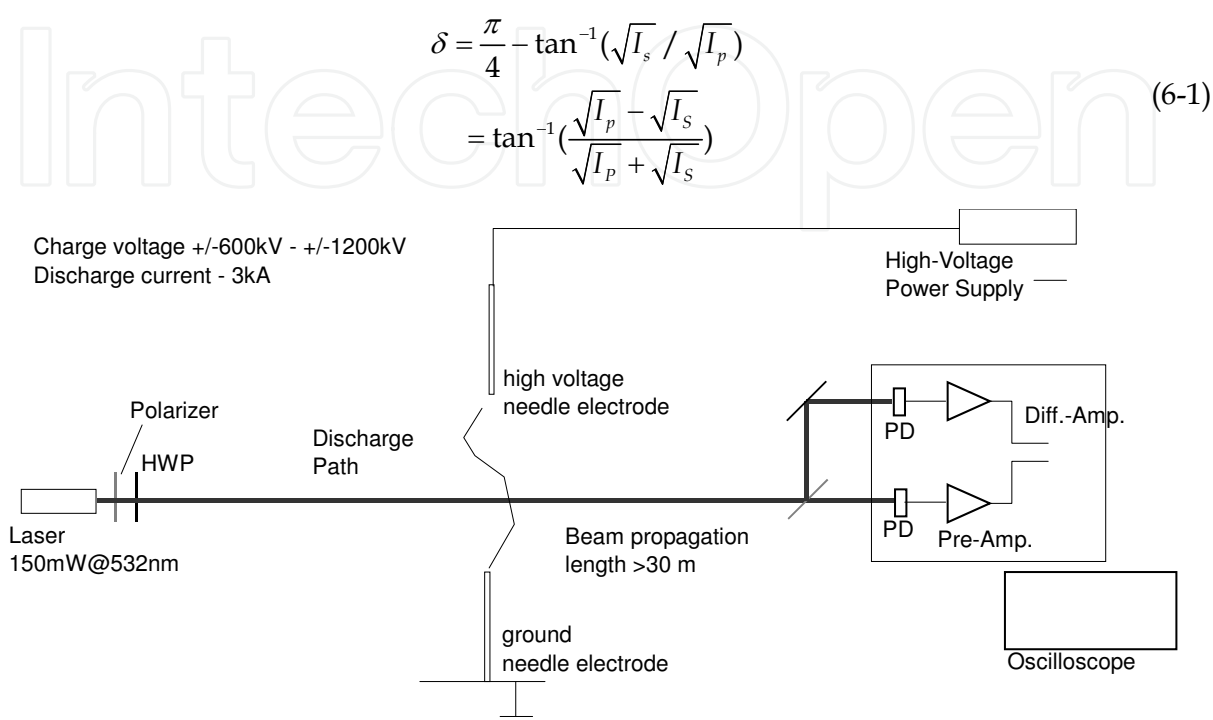 δ = π/4 − tan⁻¹(√I_s / √I_p)
= tan⁻¹((√I_p − √I_S) / (√I_P + √I_S))
(6-1)
IntechOpen
Charge voltage +/-600kV - +/-1200kV
Discharge current - 3kA
High-Voltage
Power Supply
high voltage
needle electrode
Polarizer
HWP
Discharge
Path
PD
Diff.-Amp.
Laser
150mW@532nm
Beam propagation
length >30 m
PD
Pre-Amp.
ground
needle electrode
Oscilloscope